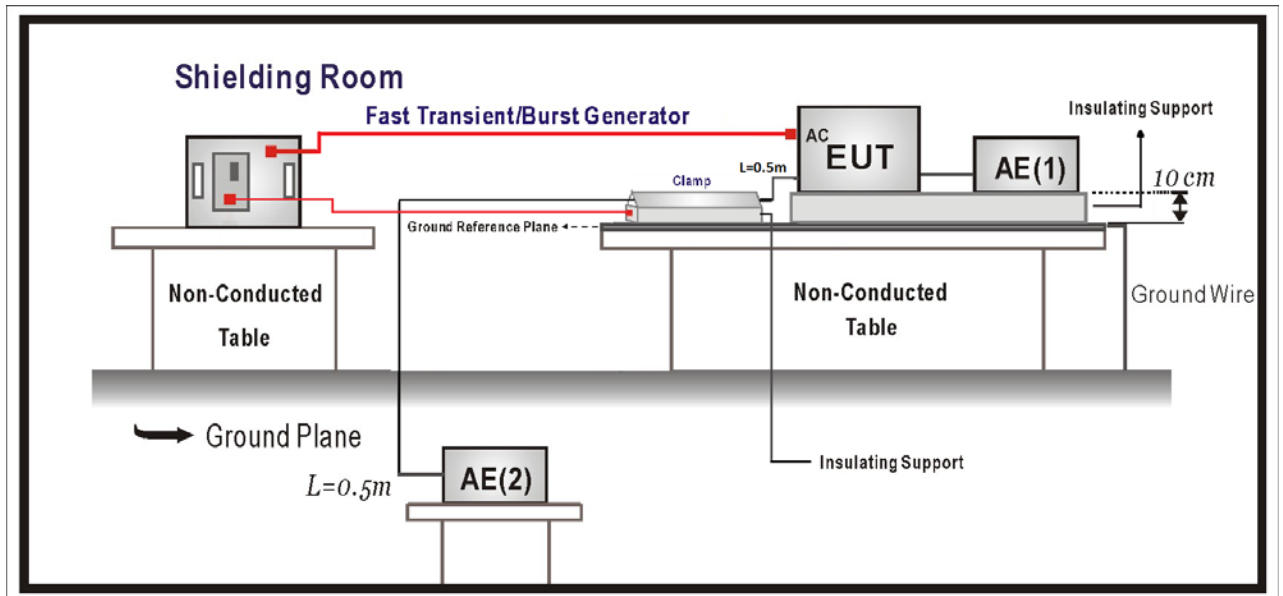 Shielding Room
Fast Transient/Burst Generator
Insulating Support
AC
EUT
AE(1)
L=0.5m
Clamp
10 cm
Ground Reference Plane
Non-Conducted
Table
Non-Conducted
Table
Ground Wire
Ground Plane
Insulating Support
L=0.5m
AE(2)